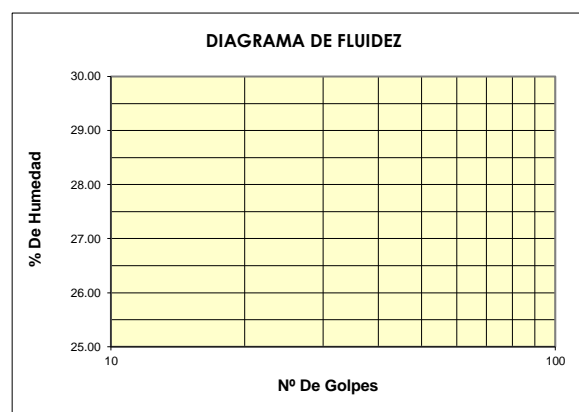 DIAGRAMA DE FLUIDEZ
30.00
29.00
28.00
27.00
26.00
25.00
10
100
% De Humedad
Nº De Golpes